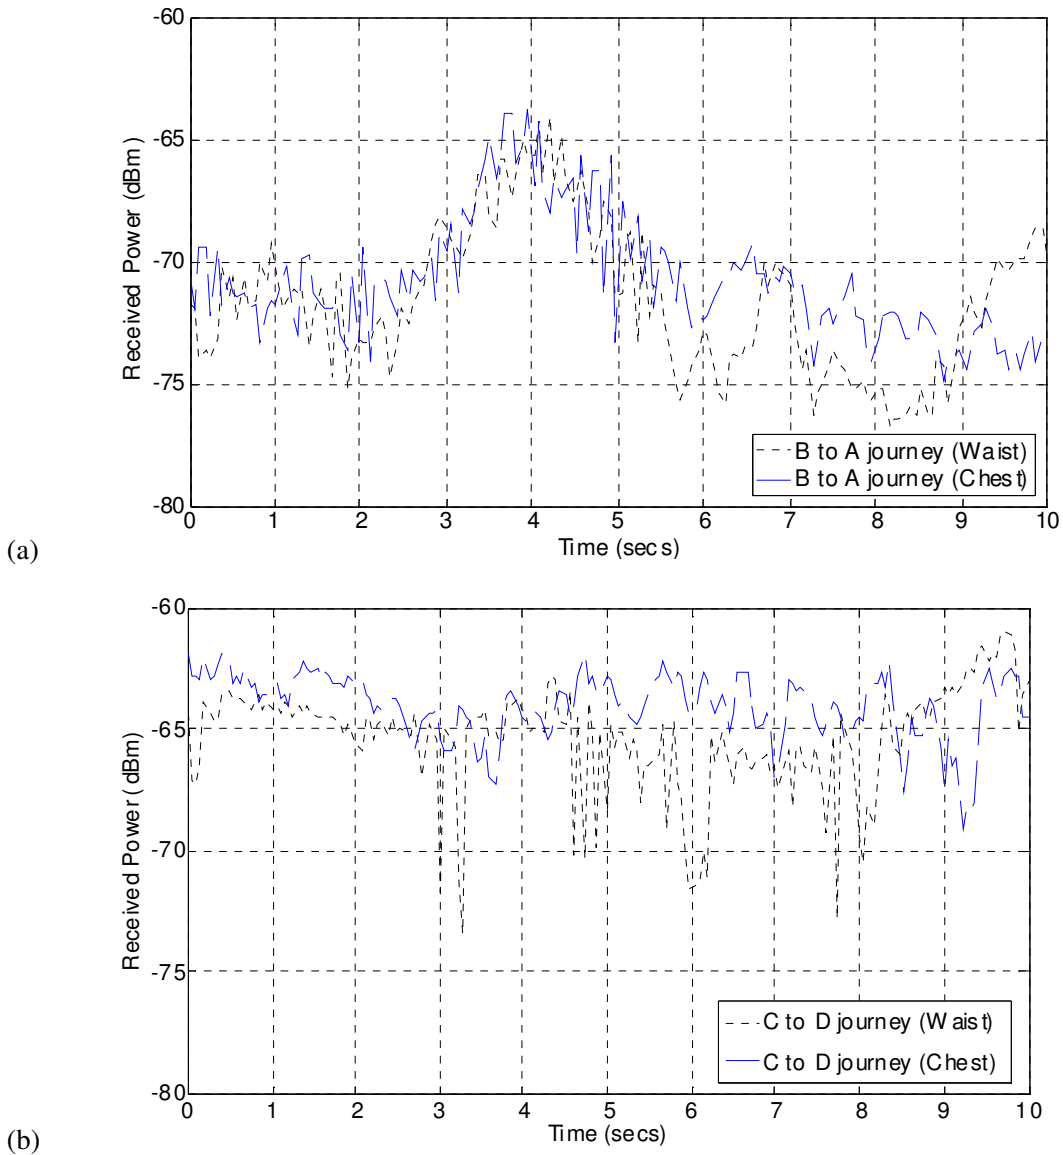 -60
-65
-70
-75
-80
Received Power (dBm)
B to A journey (Waist)
B to A journey (Chest)
0 1 2 3 4 5 6 7 8 9 10
Time (secs)
(a)
-60
-65
-70
-75
-80
Received Power ( dBm)
C to D journey (Waist)
C to D journey (Chest)
0 1 2 3 4 5 6 7 8 9 10
Time (secs)
(b)